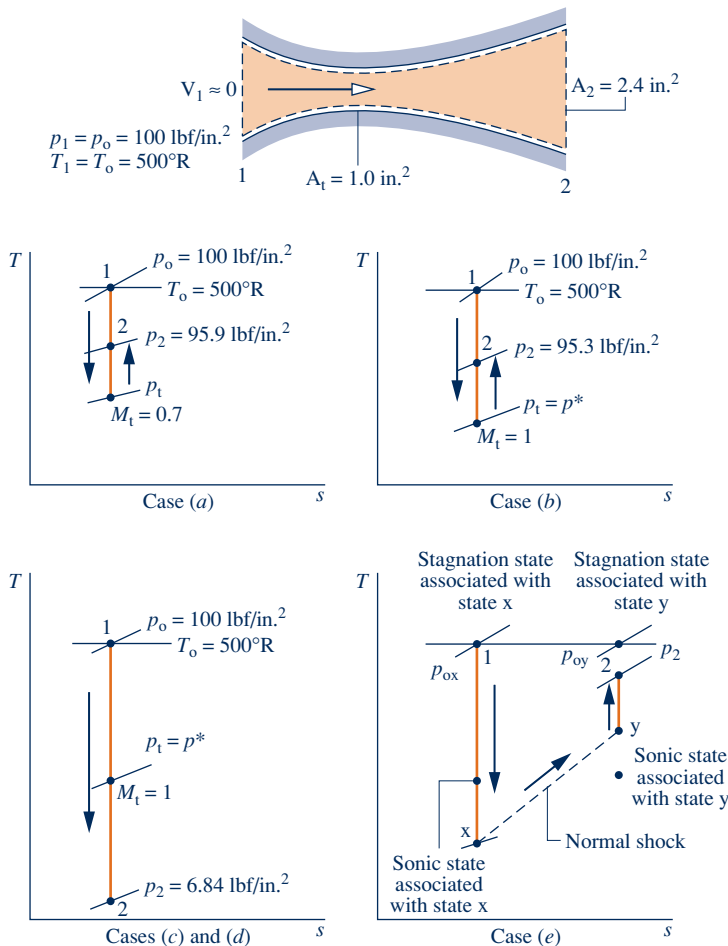 V₁ ≈ 0
A₂ = 2.4 in.²
p₁ = pₒ = 100 lbf/in.²
T₁ = Tₒ = 500°R
1
Aₜ = 1.0 in.²
2
T
1
pₒ = 100 lbf/in.²
Tₒ = 500°R
2
p₂ = 95.9 lbf/in.²
pₜ
Mₜ = 0.7
Case (a)
s
T
1
pₒ = 100 lbf/in.²
Tₒ = 500°R
2
p₂ = 95.3 lbf/in.²
pₜ = p*
Mₜ = 1
Case (b)
s
T
1
pₒ = 100 lbf/in.²
Tₒ = 500°R
pₜ = p*
Mₜ = 1
p₂ = 6.84 lbf/in.²
2
Cases (c) and (d)
s
T
Stagnation state
associated with
state x
Stagnation state
associated with
state y
pₒₓ
1
p_oy
2
p₂
y
Sonic state
associated
with state y
x
Normal shock
Sonic state
associated
with state x
Case (e)
s